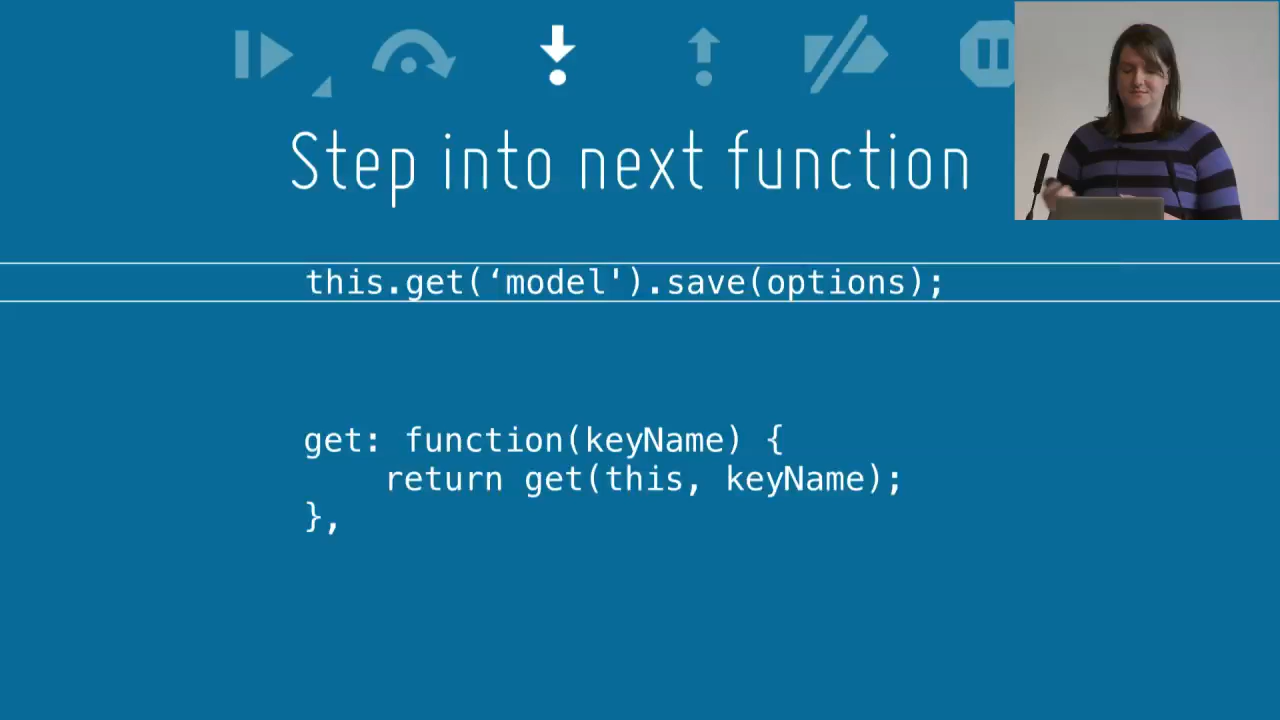 Step into next function
this.get(‘model').save(options);
get: function(keyName) {
return get(this, keyName);
},